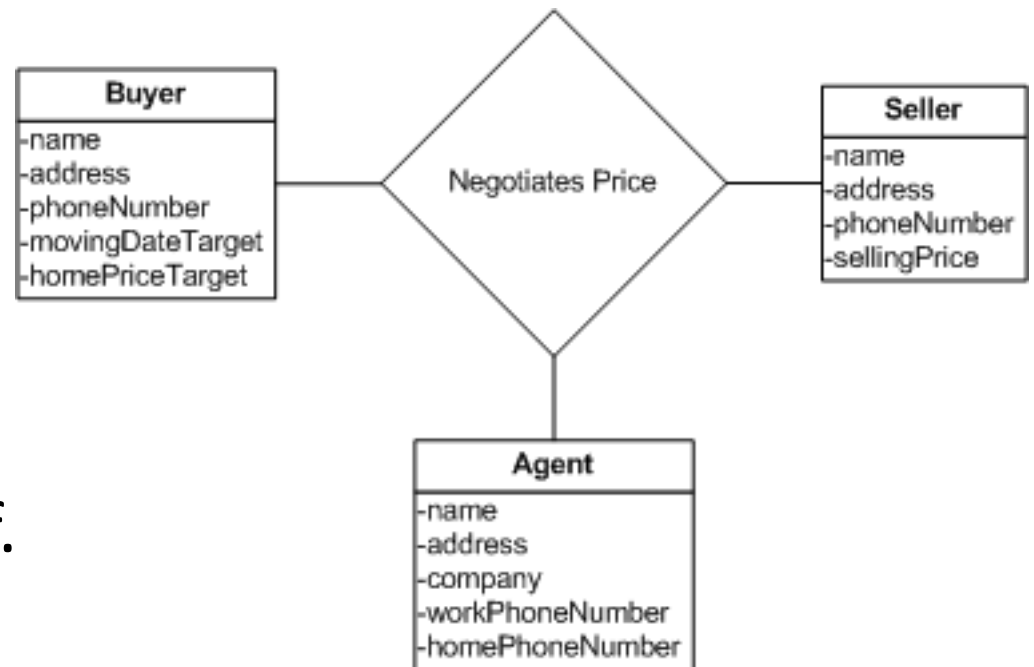 Buyer
-name
-address
-phoneNumber
-movingDateTarget
-homePriceTarget
Negotiates Price
Seller
-name
-address
-phoneNumber
-sellingPrice
Agent
-name
-address
-company
-workPhoneNumber
-homePhoneNumber